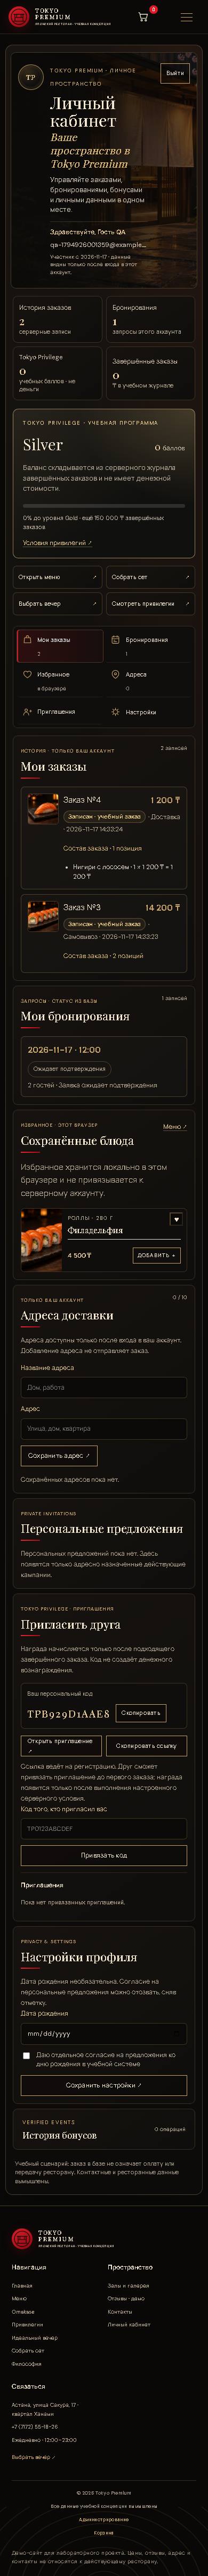 TOKYO
PREMIUM
0
TP
TOKYO PREMIUM · ЛИЧНОЕ
ПРОСТРАНСТВО
Выйти
Личный
кабинет
Ваше
пространство в
Tokyo Premium
Управляйте заказами,
бронированиями, бонусами
и личными данными в одном
месте.
Здравствуйте, Гость QA
Участник с 2026-11-17 · данные
видны только после входа в этот
аккаунт.
История заказов
2
серверные записи
Бронирования
1
запросы этого аккаунта
Tokyo Privilege
0
учебных баллов · не
деньги
Завершённые заказы
0
₸ в учебном журнале
TOKYO PRIVILEGE · УЧЕБНАЯ ПРОГРАММА
Silver
0 баллов
Баланс складывается из серверного журнала
завершённых заказов и не имеет денежной
стоимости.
0% до уровня Gold · ещё 150 000 ₸ завершённых
заказов
Условия привилегий ↗
Открыть меню ↗
Собрать сет ↗
Выбрать вечер ↗
Смотреть привилегии ↗
Мои заказы
2
Бронирования
1
Избранное
в браузере
Адреса
0
Приглашения
Настройки
ИСТОРИЯ · ТОЛЬКО ВАШ АККАУНТ
2 записей
Мои заказы
Заказ №4
1 200 ₸
Записан · учебный заказ · Доставка
· 2026-11-17 14:33:24
Состав заказа · 1 позиция
Нигири с лососем · 1 × 1 200 ₸ = 1
200 ₸
Заказ №3
14 200 ₸
Записан · учебный заказ ·
Самовывоз · 2026-11-17 14:33:23
Состав заказа · 2 позиций
ЗАПРОСЫ · СТАТУС ИЗ БАЗЫ
1 записей
Мои бронирования
2026-11-17 · 12:00
Ожидает подтверждения
2 гостей · Заявка ожидает подтверждения
ИЗБРАННОЕ · ЭТОТ БРАУЗЕР
Меню ↗
Сохранённые блюда
Избранное хранится локально в этом
браузере и не привязывается к
серверному аккаунту.
РОЛЛЫ · 280 Г
♥
Филадельфия
4 500 ₸
ДОБАВИТЬ +
ТОЛЬКО ВАШ АККАУНТ
0 / 10
Адреса доставки
Адреса доступны только после входа в ваш аккаунт.
Добавление адреса не отправляет заказ.
Название адреса
Дом, работа
Адрес
Улица, дом, квартира
Сохранить адрес ↗
Сохранённых адресов пока нет.
PRIVATE INVITATIONS
Персональные предложения
Персональных предложений пока нет. Здесь
появятся только адресно назначенные действующие
кампании.
TOKYO PRIVILEGE · ПРИГЛАШЕНИЯ
Пригласить друга
Награда начисляется только после подходящего
завершённого заказа. Код не создаёт денежного
вознаграждения.
Ваш персональный код
TPB929D1AAE8
Скопировать
Открыть приглашение
↗
Скопировать ссылку
Ссылка ведёт на регистрацию. Друг сможет
привязать приглашение до первого заказа; награда
появится только после выполнения настроенного
серверного условия.
Код того, кто пригласил вас
TP0123ABCDEF
Привязать код
Приглашения
Пока нет привязанных приглашений.
PRIVACY & SETTINGS
Настройки профиля
Дата рождения необязательна. Согласие на
персональные предложения можно отозвать, сняв
отметку.
Дата рождения
mm/dd/yyyy
Даю отдельное согласие на предложения ко
дню рождения в учебной системе
Сохранить настройки ↗
VERIFIED EVENTS
История бонусов
0 операций
Учебный сценарий: заказ в базе не означает оплату или
передачу ресторану. Контактные и ресторанные данные
вымышлены.
TOKYO
PREMIUM
Навигация
Главная
Меню
Omakase
Привилегии
Идеальный вечер
Собрать сет
Философия
Пространство
Залы и галерея
Отзывы · демо
Контакты
Личный кабинет
Связаться
Астана, улица Сакура, 17 ·
квартал Ханами
+7 (7172) 55-18-26
Ежедневно · 12:00–23:00
Выбрать вечер ↗
© 2026 Tokyo Premium
Все данные учебной концепции вымышлены
Администрирование
Корзина
Демо-сайт для лабораторного проекта. Цены, отзывы, адрес и
контакты не относятся к действующему ресторану.